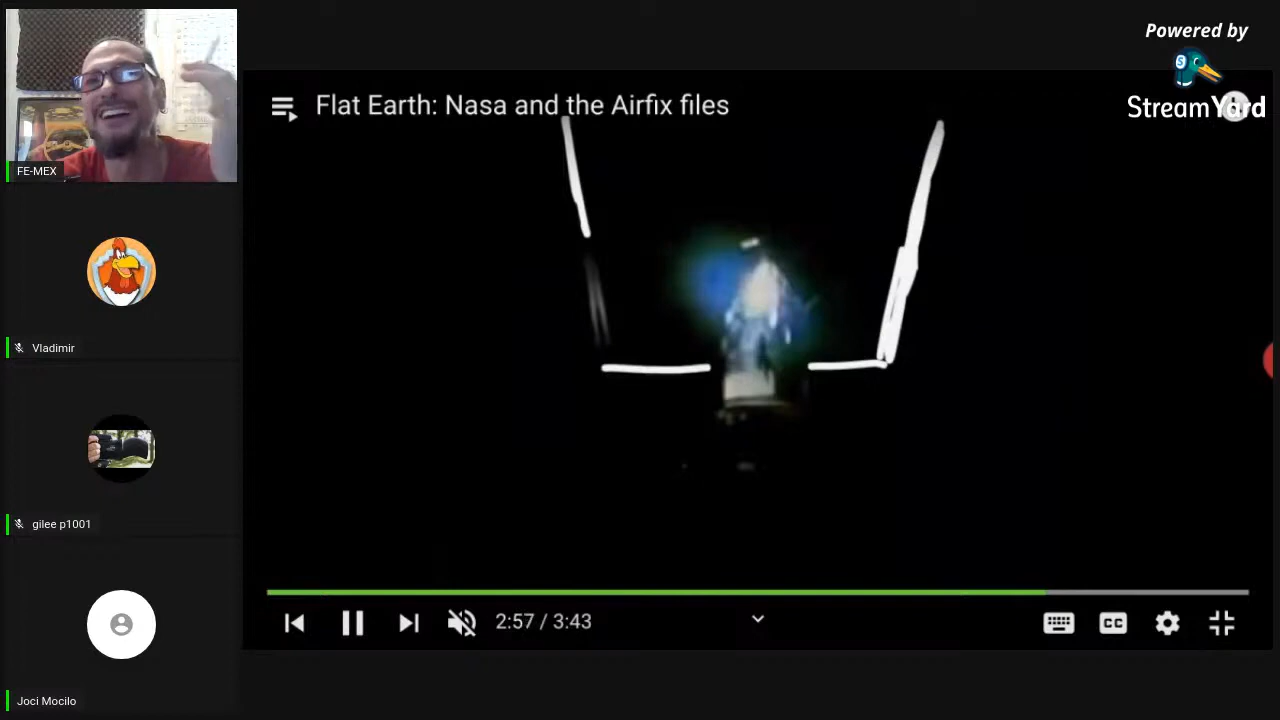 Powered by
StreamYard
Flat Earth: Nasa and the Airfix files
FE-MEX
Vladimir
gilee p1001
Joci Mocilo
2:57 / 3:43
CC